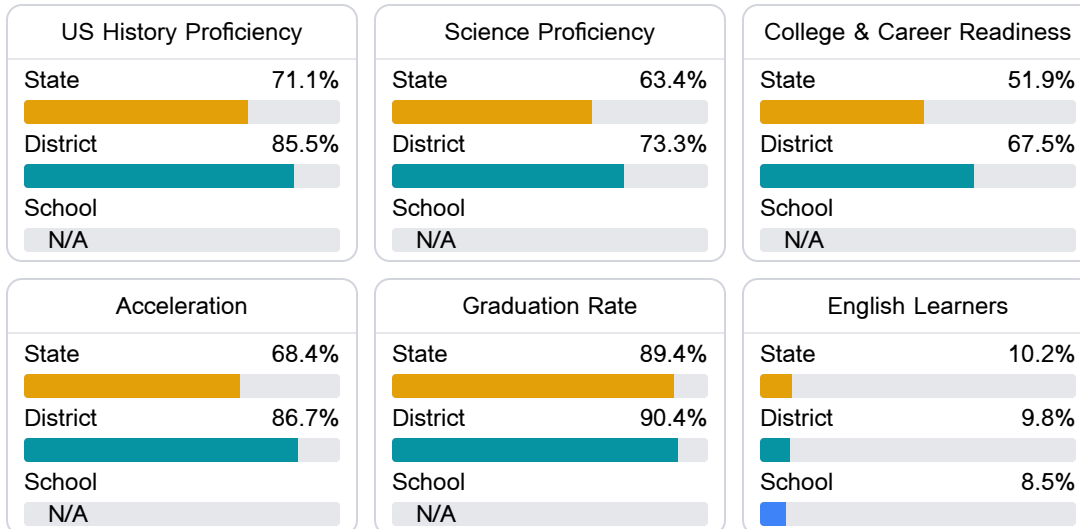 US History Proficiency
State 71.1%
District 85.5%
School
N/A
Science Proficiency
State 63.4%
District 73.3%
School
N/A
College & Career Readiness
State 51.9%
District 67.5%
School
N/A
Acceleration
State 68.4%
District 86.7%
School
N/A
Graduation Rate
State 89.4%
District 90.4%
School
N/A
English Learners
State 10.2%
District 9.8%
School 8.5%